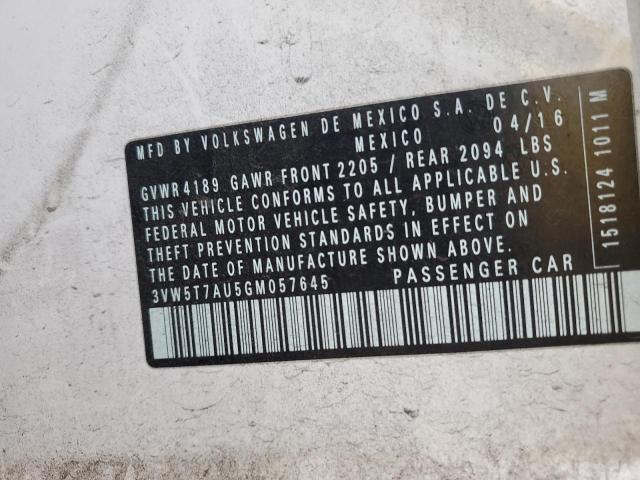 MFD BY VOLKSWAGEN DE MEXICO S.A. DE C.V.
MEXICO 04/16
GVWR 4189 GAWR FRONT 2205 / REAR 2094 LBS
THIS VEHICLE CONFORMS TO ALL APPLICABLE U.S.
FEDERAL MOTOR VEHICLE SAFETY, BUMPER AND
THEFT PREVENTION STANDARDS IN EFFECT ON
THE DATE OF MANUFACTURE SHOWN ABOVE.
3VW5T7AU5GM057645 PASSENGER CAR
1518124 1011 M